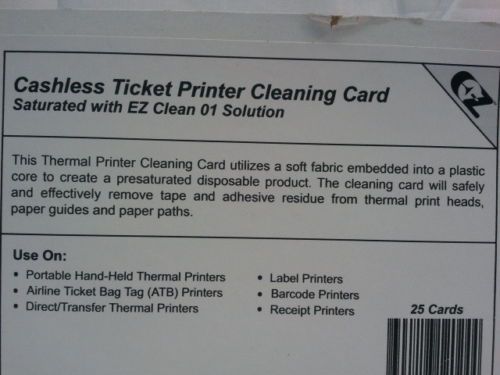 Cashless Ticket Printer Cleaning Card
Saturated with EZ Clean 01 Solution
EZ
This Thermal Printer Cleaning Card utilizes a soft fabric embedded into a plastic
core to create a presaturated disposable product. The cleaning card will safely
and effectively remove tape and adhesive residue from thermal print heads,
paper guides and paper paths.
Use On:
• Portable Hand-Held Thermal Printers
• Airline Ticket Bag Tag (ATB) Printers
• Direct/Transfer Thermal Printers
• Label Printers
• Barcode Printers
• Receipt Printers
25 Cards